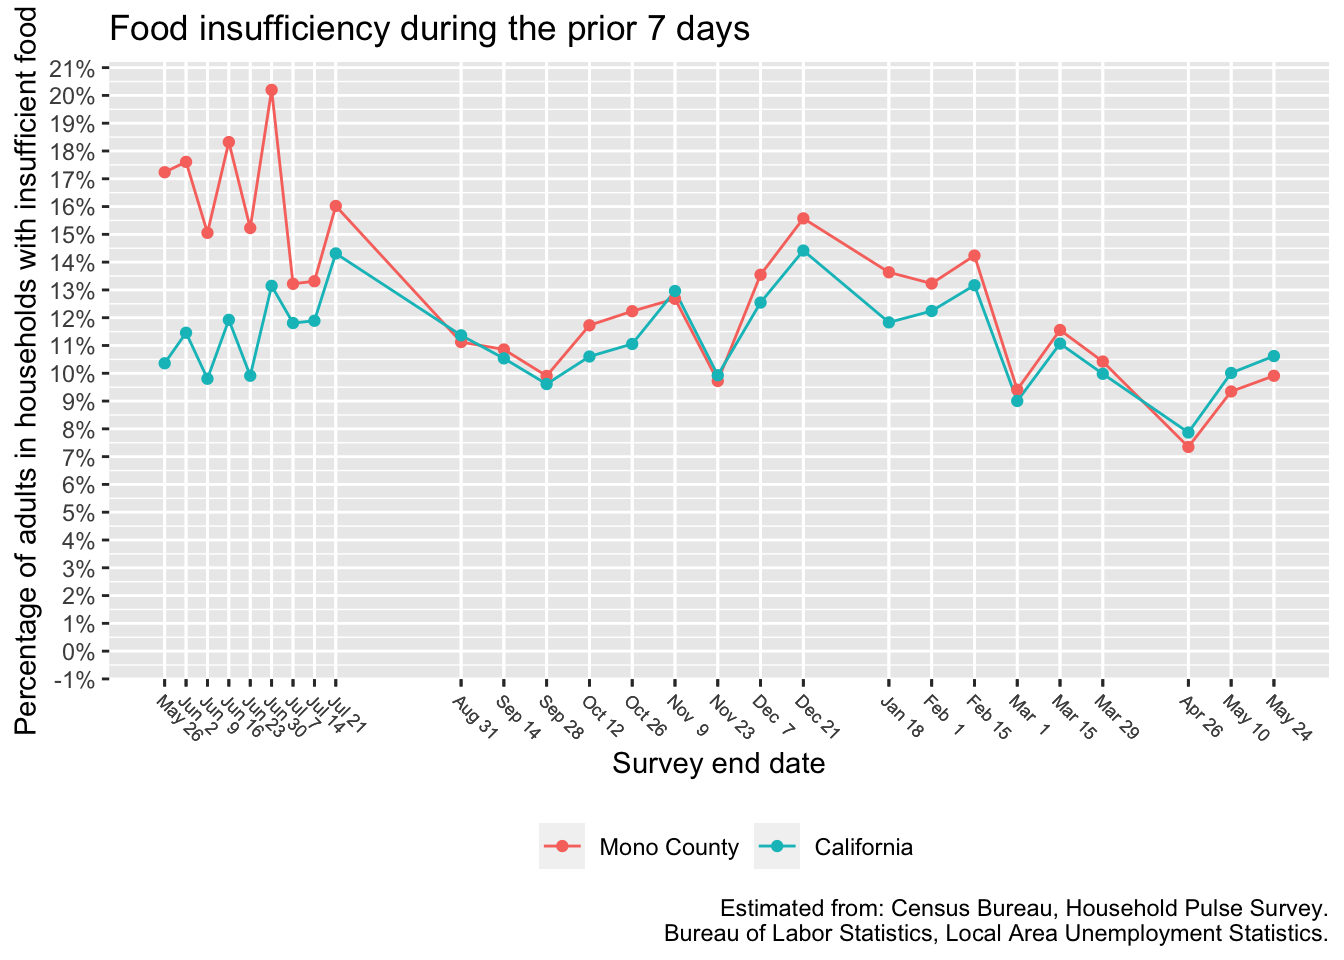 Food insufficiency during the prior 7 days
Percentage of adults in households with insufficient food
21%
20%
19%
18%
17%
16%
15%
14%
13%
12%
11%
10%
9%
8%
7%
6%
5%
4%
3%
2%
1%
0%
-1%
May 26
Jun 2
Jun 9
Jun 16
Jun 23
Jun 30
Jul 7
Jul 14
Jul 21
Aug 31
Sep 14
Sep 28
Oct 12
Oct 26
Nov 9
Nov 23
Dec 7
Dec 21
Jan 18
Feb 1
Feb 15
Mar 1
Mar 15
Mar 29
Apr 26
May 10
May 24
Survey end date
Mono County
California
Estimated from: Census Bureau, Household Pulse Survey.
Bureau of Labor Statistics, Local Area Unemployment Statistics.